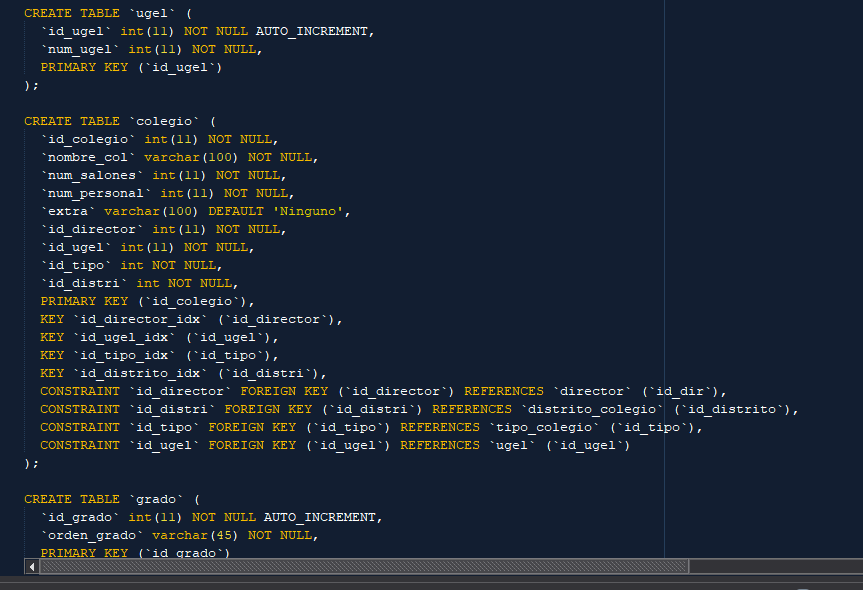 CREATE TABLE `ugel` (
`id_ugel` int(11) NOT NULL AUTO_INCREMENT,
`num_ugel` int(11) NOT NULL,
PRIMARY KEY (`id_ugel`)
);
CREATE TABLE `colegio` (
`id_colegio` int(11) NOT NULL,
`nombre_col` varchar(100) NOT NULL,
`num_salones` int(11) NOT NULL,
`num_personal` int(11) NOT NULL,
`extra` varchar(100) DEFAULT 'Ninguno',
`id_director` int(11) NOT NULL,
`id_ugel` int(11) NOT NULL,
`id_tipo` int NOT NULL,
`id_distri` int NOT NULL,
PRIMARY KEY (`id_colegio`),
KEY `id_director_idx` (`id_director`),
KEY `id_ugel_idx` (`id_ugel`),
KEY `id_tipo_idx` (`id_tipo`),
KEY `id_distrito_idx` (`id_distri`),
CONSTRAINT `id_director` FOREIGN KEY (`id_director`) REFERENCES `director` (`id_dir`),
CONSTRAINT `id_distri` FOREIGN KEY (`id_distri`) REFERENCES `distrito_colegio` (`id_distrito`),
CONSTRAINT `id_tipo` FOREIGN KEY (`id_tipo`) REFERENCES `tipo_colegio` (`id_tipo`),
CONSTRAINT `id_ugel` FOREIGN KEY (`id_ugel`) REFERENCES `ugel` (`id_ugel`)
);
CREATE TABLE `grado` (
`id_grado` int(11) NOT NULL AUTO_INCREMENT,
`orden_grado` varchar(45) NOT NULL,
PRIMARY KEY (`id_grado`)